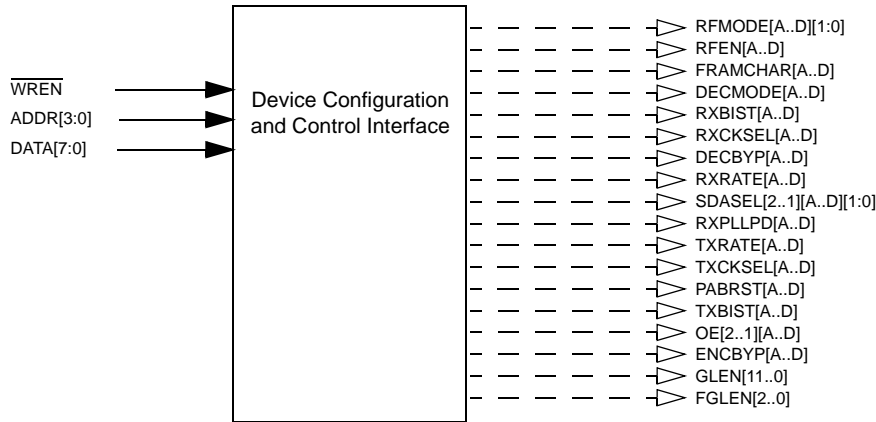 WREN
ADDR[3:0]
DATA[7:0]
Device Configuration
and Control Interface
RFMODE[A..D][1:0]
RFEN[A..D]
FRAMCHAR[A..D]
DECMODE[A..D]
RXBIST[A..D]
RXCKSEL[A..D]
DECBYP[A..D]
RXRATE[A..D]
SDASEL[2..1][A..D][1:0]
RXPLLPD[A..D]
TXRATE[A..D]
TXCKSEL[A..D]
PABRST[A..D]
TXBIST[A..D]
OE[2..1][A..D]
ENCBYP[A..D]
GLEN[11..0]
FGLEN[2..0]